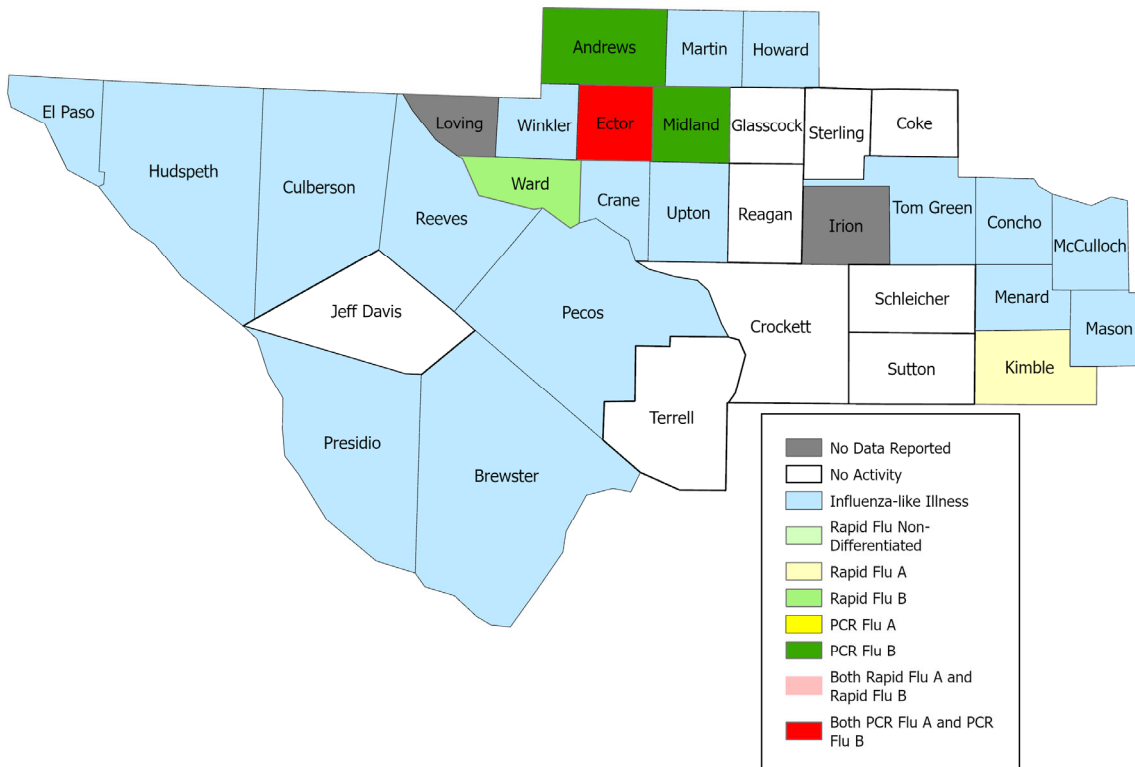 Andrews
Martin
Howard
El Paso
Loving
Winkler
Ector
Midland
Glasscock
Sterling
Coke
Hudspeth
Culberson
Reeves
Ward
Crane
Upton
Reagan
Irion
Tom Green
Concho
McCulloch
Jeff Davis
Pecos
Crockett
Schleicher
Menard
Mason
Sutton
Kimble
Terrell
Presidio
Brewster
No Data Reported
No Activity
Influenza-like Illness
Rapid Flu Non-
Differentiated
Rapid Flu A
Rapid Flu B
PCR Flu A
PCR Flu B
Both Rapid Flu A and
Rapid Flu B
Both PCR Flu A and PCR
Flu B